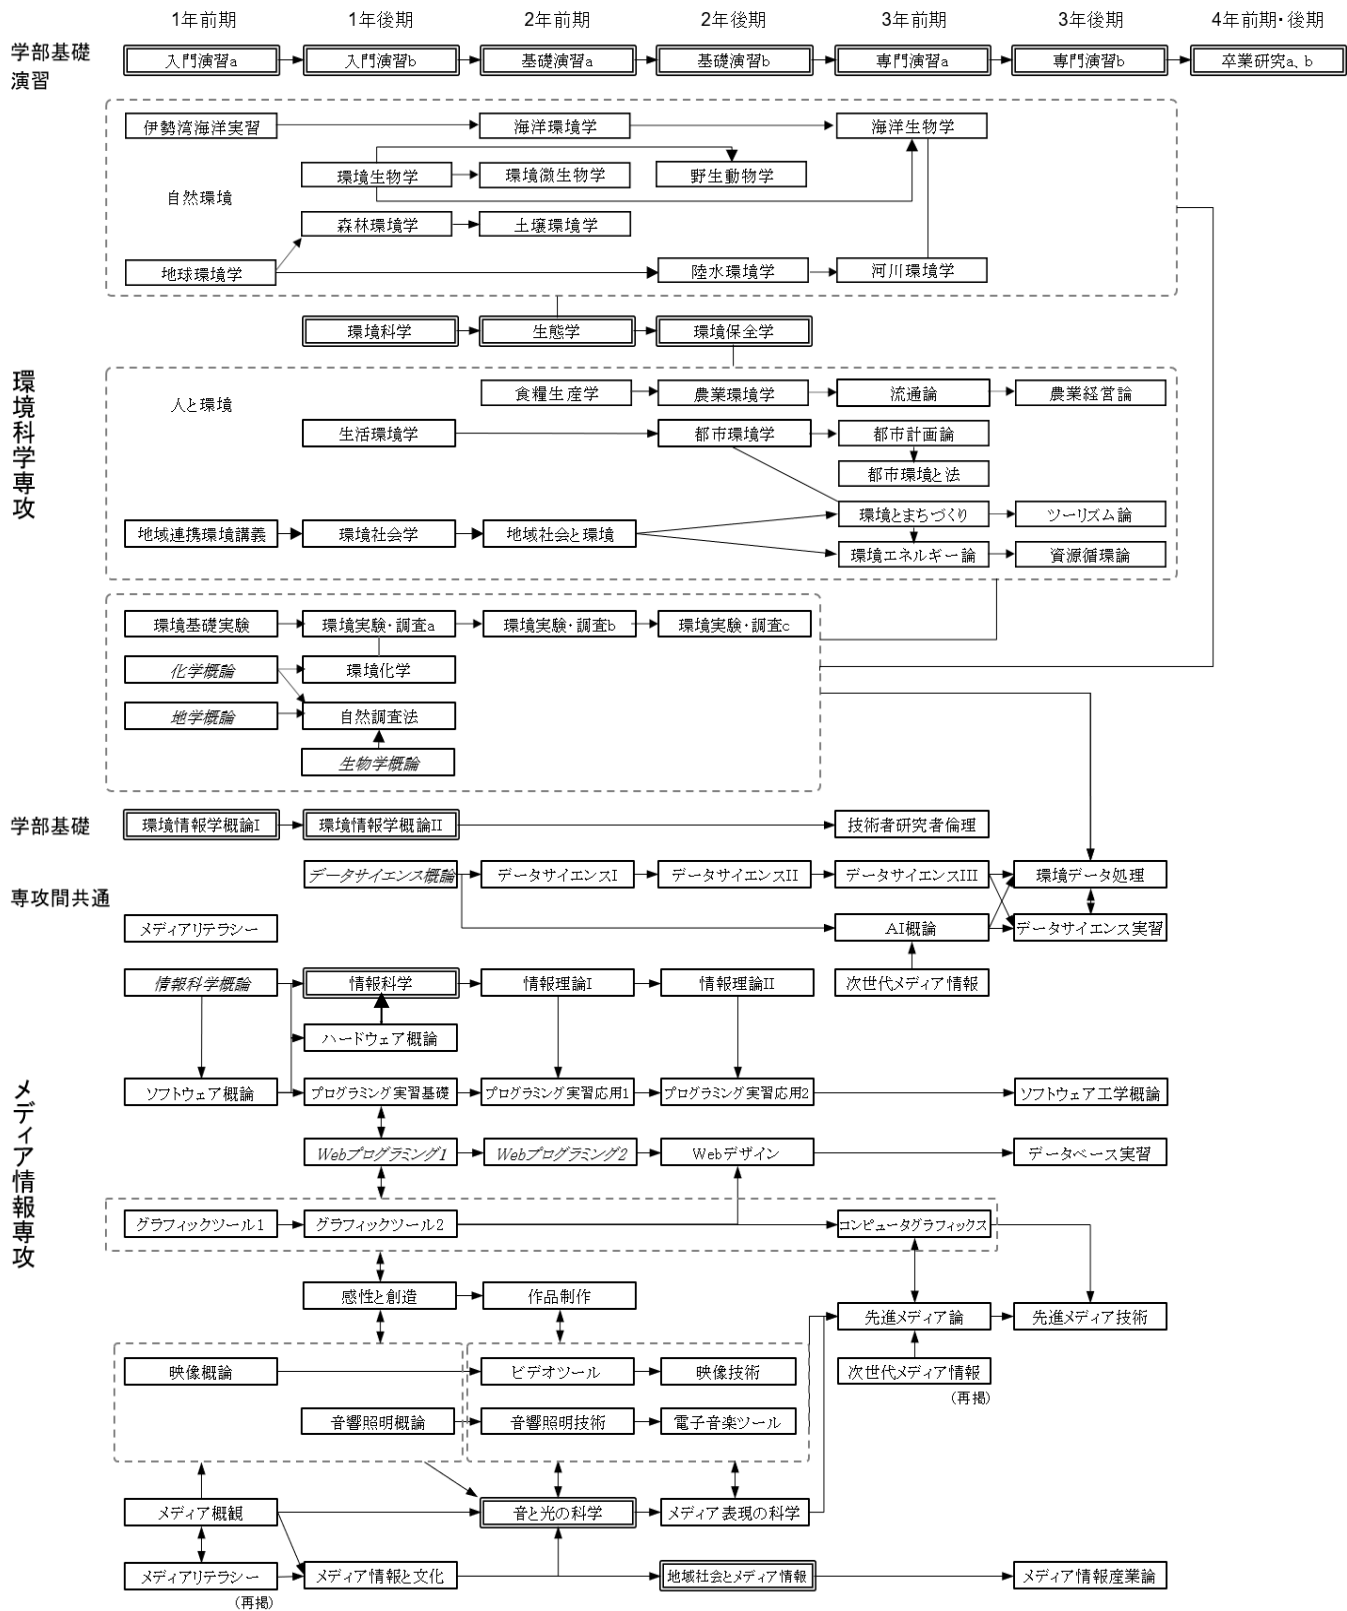 1年前期 1年後期 2年前期 2年後期 3年前期 3年後期 4年前期・後期
学部基礎
演習
入門演習a 入門演習b 基礎演習a 基礎演習b 専門演習a 専門演習b 卒業研究a、b
環境科学専攻
伊勢湾海洋実習 海洋環境学 海洋生物学
環境生物学 環境微生物学 野生動物学
自然環境
森林環境学 土壌環境学
地球環境学 陸水環境学 河川環境学
環境科学 生態学 環境保全学
食糧生産学 農業環境学 流通論 農業経営論
人と環境
生活環境学 都市環境学 都市計画論
都市環境と法
環境とまちづくり ツーリズム論
地域連携環境講義 環境社会学 地域社会と環境
環境エネルギー論 資源循環論
環境基礎実験 環境実験・調査a 環境実験・調査b 環境実験・調査c
化学概論 環境化学
地学概論 自然調査法
生物学概論
学部基礎 環境情報学概論I 環境情報学概論II 技術者研究者倫理
データサイエンス概論 データサイエンスI データサイエンスII データサイエンスIII 環境データ処理
専攻間共通
メディアリテラシー AI概論 データサイエンス実習
メディア情報専攻
情報科学概論 情報科学 情報理論I 情報理論II 次世代メディア情報
ハードウェア概論
ソフトウェア概論 プログラミング実習基礎 プログラミング実習応用1 プログラミング実習応用2 ソフトウェア工学概論
Webプログラミング1 Webプログラミング2 Webデザイン データベース実習
グラフィックツール1 グラフィックツール2 コンピュータグラフィックス
感性と創造 作品制作
先進メディア論 先進メディア技術
映像概論 ビデオツール 映像技術 次世代メディア情報
(再掲)
音響照明概論 音響照明技術 電子音楽ツール
メディア概観 音と光の科学 メディア表現の科学
メディアリテラシー メディア情報と文化 地域社会とメディア情報 メディア情報産業論
(再掲)